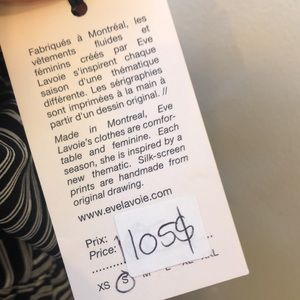 Fabriqués à Montréal, les
vêtements fluides et
féminins créés par Eve
Lavoie s'inspirent chaque
saison d'une thématique
différente. Les sérigraphies
sont imprimées à la main à
partir d'un dessin original. //
Made in Montreal, Eve
Lavoie's clothes are comfor-
table and feminine. Each
season, she is inspired by a
new thematic. Silk-screen
prints are handmade from
original drawing.
www.evelavoie.com
Prix:
Price:
105$
XS S M L XL XXL